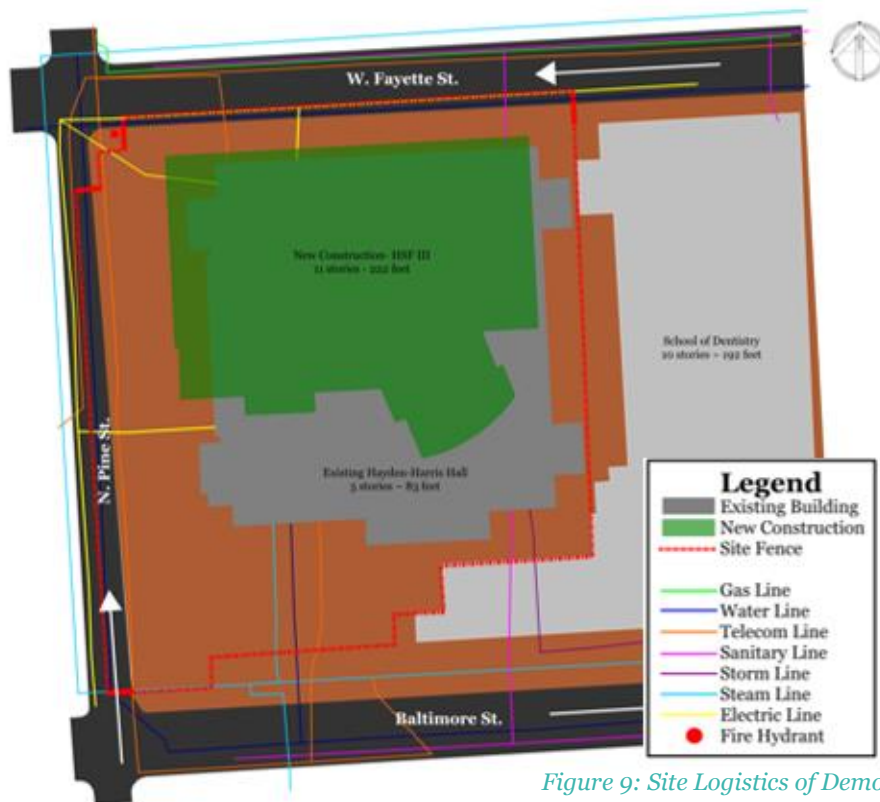 W. Fayette St.
New Construction- HSF III
11 stories - 222 feet
School of Dentistry
10 stories – 192 feet
N. Pine St.
Existing Hayden-Harris Hall
5 stories – 83 feet
Baltimore St.
Legend
Existing Building
New Construction
Site Fence
Gas Line
Water Line
Telecom Line
Sanitary Line
Storm Line
Steam Line
Electric Line
Fire Hydrant
Figure 9: Site Logistics of Demo